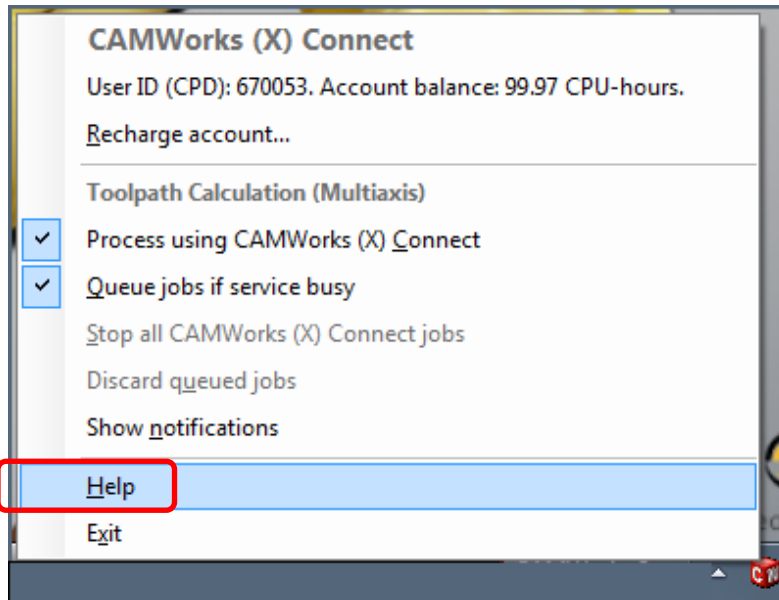 CAMWorks (X) Connect
User ID (CPD): 670053. Account balance: 99.97 CPU-hours.
Recharge account...
Toolpath Calculation (Multiaxis)
Process using CAMWorks (X) Connect
Queue jobs if service busy
Stop all CAMWorks (X) Connect jobs
Discard queued jobs
Show notifications
Help
Exit